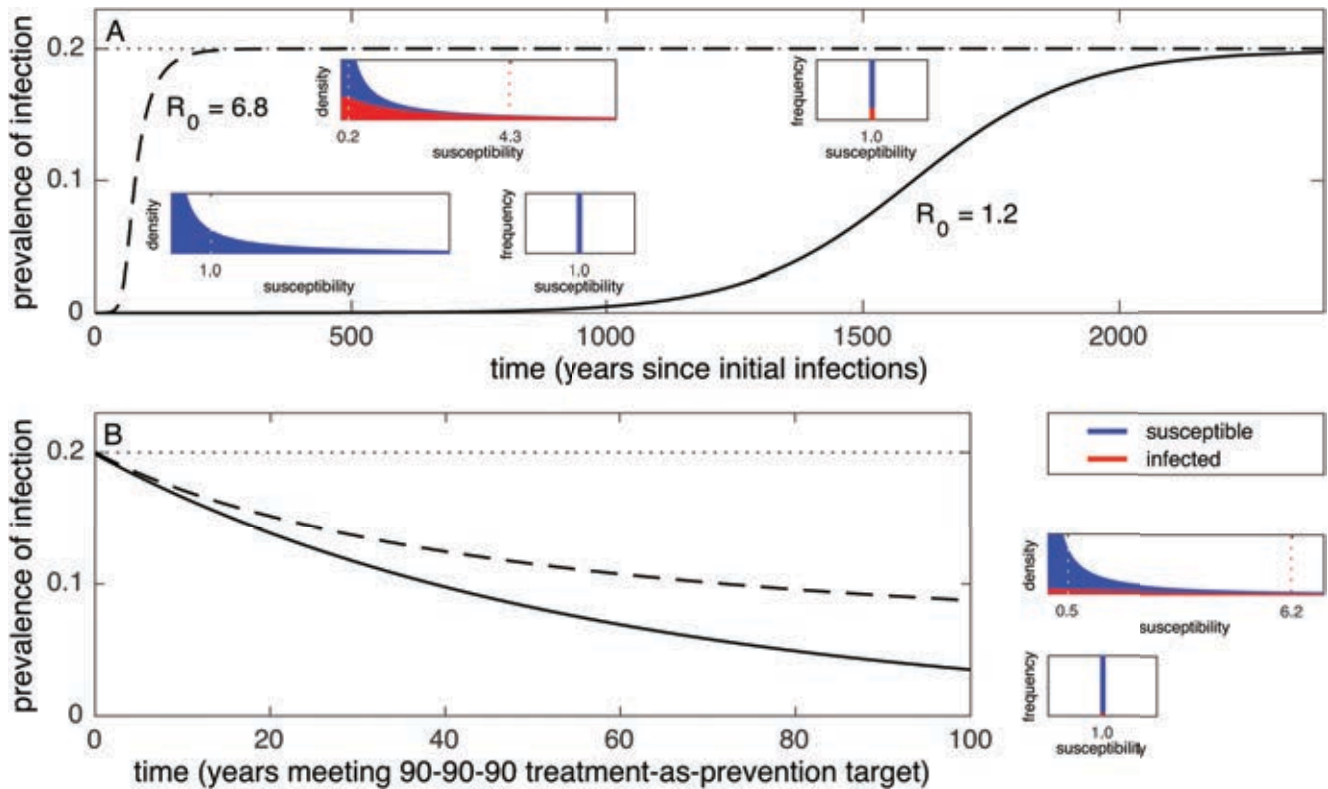 A
prevalence of infection
0.2
0.1
0
R0 = 6.8
density
0.2
4.3
susceptibility
frequency
1.0
susceptibility
density
1.0
susceptibility
frequency
1.0
susceptibility
R0 = 1.2
0
500
1000
1500
2000
time (years since initial infections)
B
prevalence of infection
0.2
0.1
0
0
20
40
60
80
100
time (years meeting 90-90-90 treatment-as-prevention target)
susceptible
infected
density
0.5
6.2
susceptibility
frequency
1.0
susceptibility